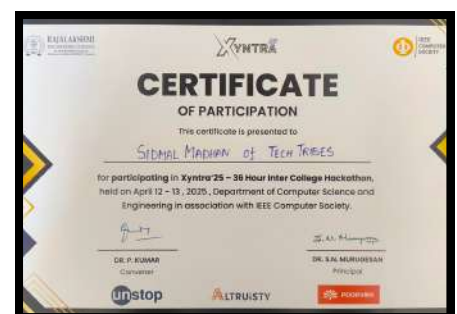 RAJALAKSHMI
XYNTRA
IEEE
COMPUTER
SOCIETY
CERTIFICATE
OF PARTICIPATION
This certificate is presented to
SIDMAL MADHAN of TECH TRIBES
for participating in Xyntra'25 – 36 Hour Inter College Hackathon,
held on April 12 – 13 , 2025 , Department of Computer Science and
Engineering in association with IEEE Computer Society.
DR. P. KUMAR
Convener
DR. S.N. MURUGESAN
Principal
unstop
ALTRUISTY